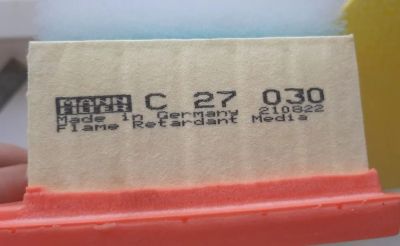 MANN FILTER C 27 030
Made in Germany 210822
Flame Retardant Media